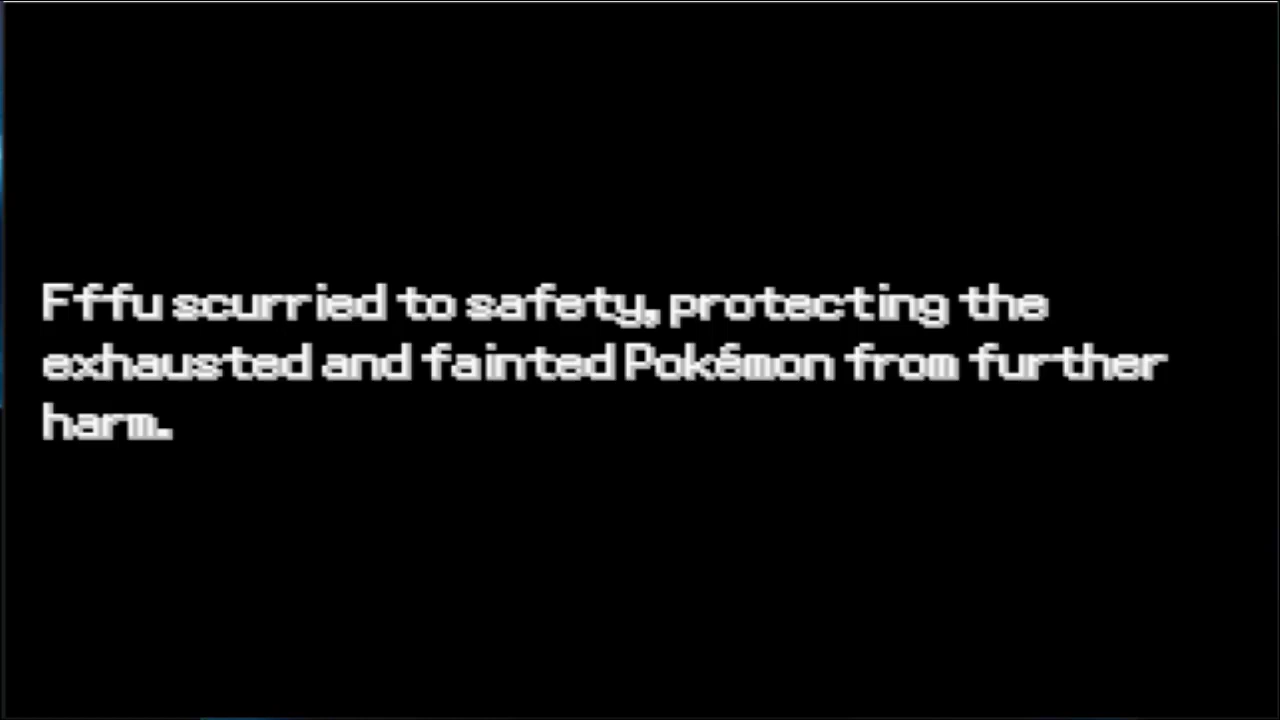 Fffu scurried to safety, protecting the
exhausted and fainted Pokémon from further
harm.